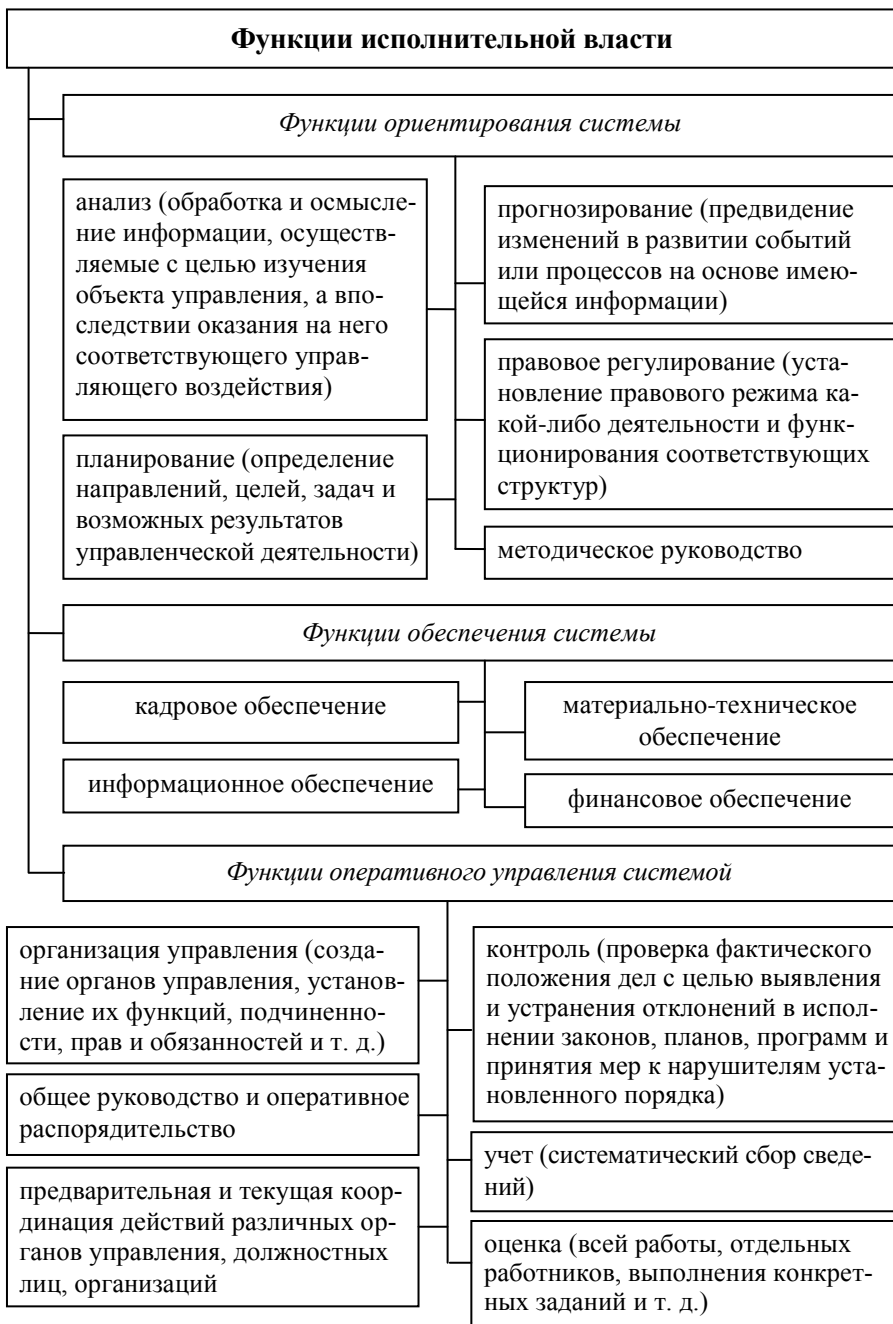 Функции исполнительной власти
Функции ориентирования системы
анализ (обработка и осмысле-
ние информации, осуществ-
ляемые с целью изучения
объекта управления, а впо-
следствии оказания на него
соответствующего управ-
ляющего воздействия)
прогнозирование (предвидение
изменений в развитии событий
или процессов на основе имею-
щейся информации)
правовое регулирование (уста-
новление правового режима ка-
кой-либо деятельности и функ-
ционирования соответствующих
структур)
планирование (определение
направлений, целей, задач и
возможных результатов
управленческой деятельности)
методическое руководство
Функции обеспечения системы
кадровое обеспечение
материально-техническое
обеспечение
информационное обеспечение
финансовое обеспечение
Функции оперативного управления системой
организация управления (созда-
ние органов управления, установ-
ление их функций, подчиненно-
сти, прав и обязанностей и т. д.)
контроль (проверка фактического
положения дел с целью выявления
и устранения отклонений в испол-
нении законов, планов, программ и
принятия мер к нарушителям уста-
новленного порядка)
общее руководство и оперативное
распорядительство
учет (систематический сбор сведе-
ний)
предварительная и текущая коор-
динация действий различных ор-
ганов управления, должностных
лиц, организаций
оценка (всей работы, отдельных
работников, выполнения конкрет-
ных заданий и т. д.)